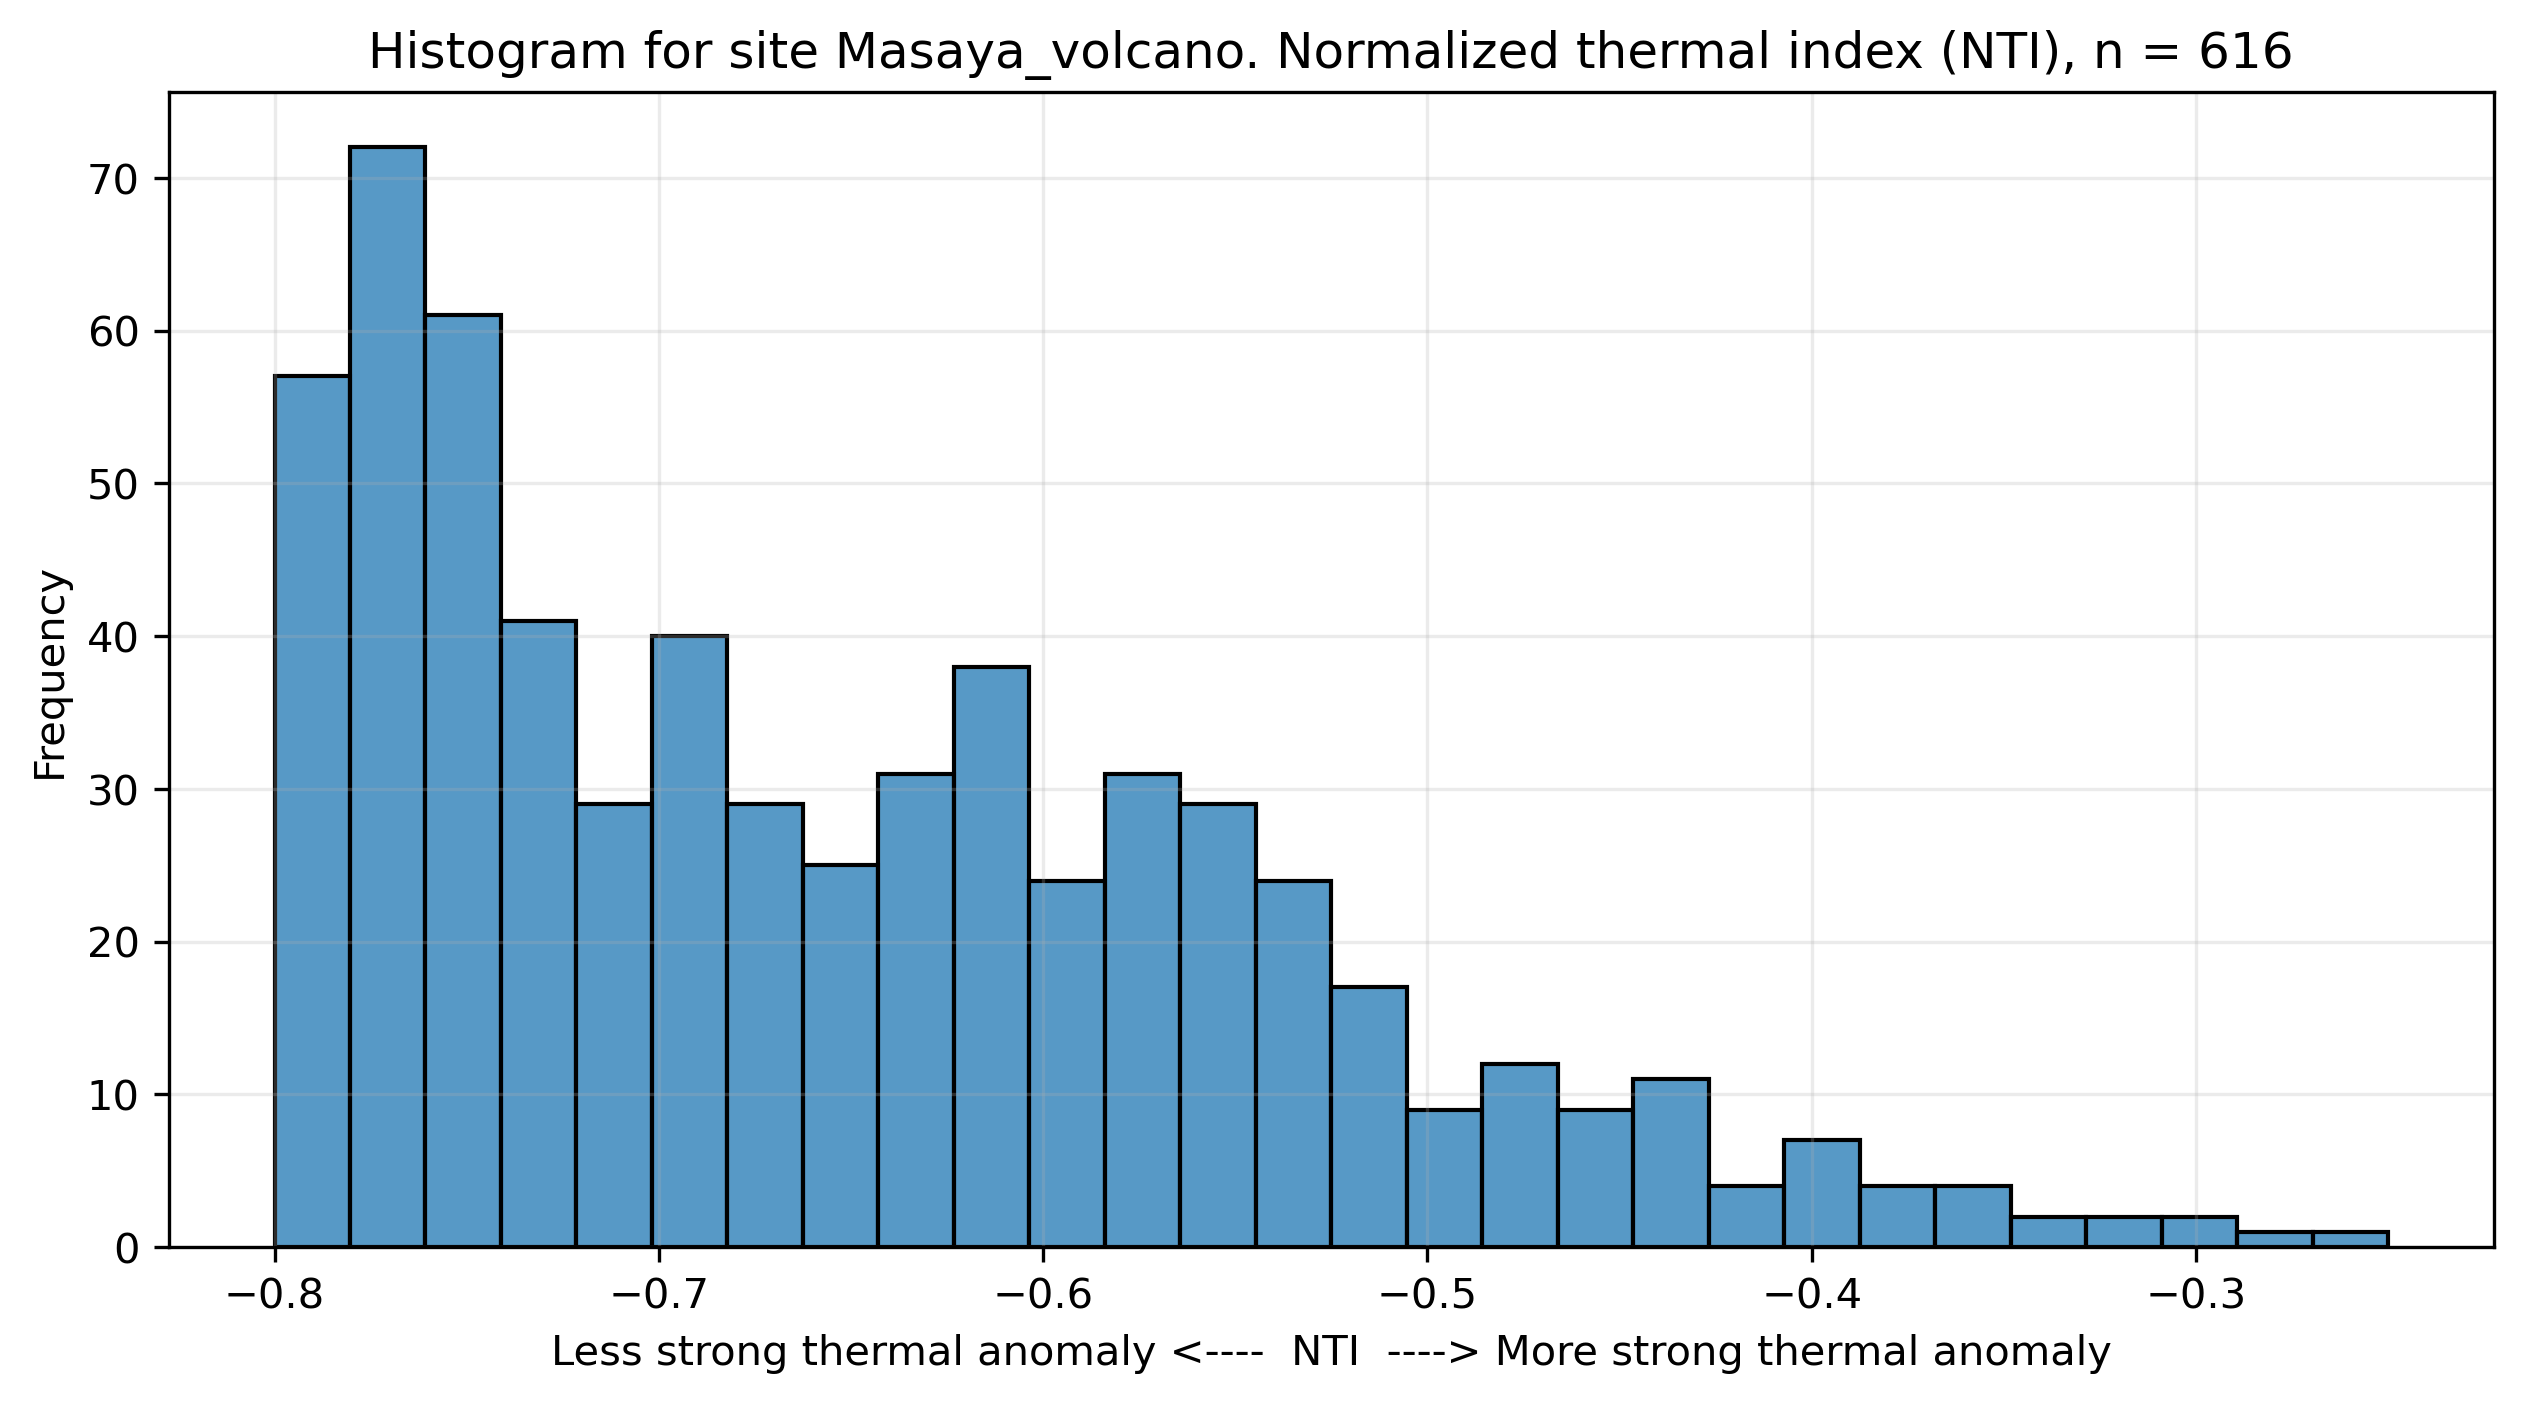 Histogram for site Masaya_volcano. Normalized thermal index (NTI), n = 616
70
60
50
40
30
20
10
0
Frequency
−0.8 −0.7 −0.6 −0.5 −0.4 −0.3
Less strong thermal anomaly <----  NTI  ----> More strong thermal anomaly